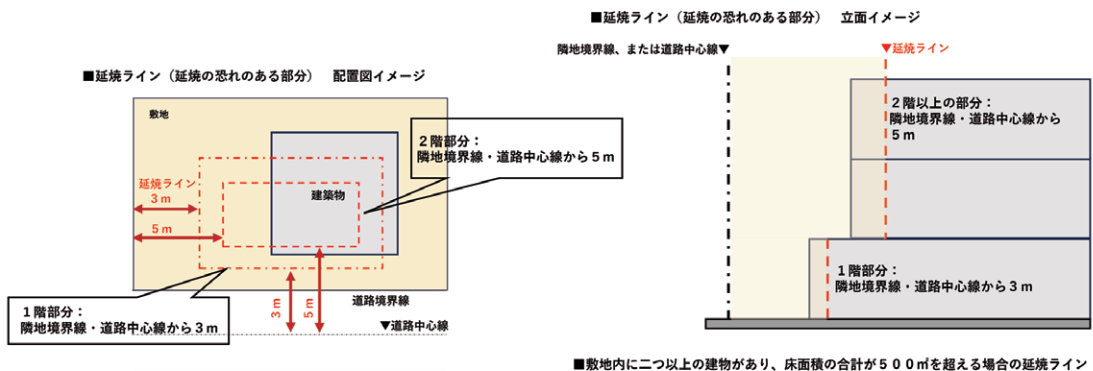 ■延焼ライン（延焼の恐れのある部分）　配置図イメージ
敷地
延焼ライン
３ｍ
５ｍ
建築物
２階部分：
隣地境界線・道路中心線から５ｍ
３ｍ
５ｍ
道路境界線
▼道路中心線
１階部分：
隣地境界線・道路中心線から３ｍ
■延焼ライン（延焼の恐れのある部分）　立面イメージ
隣地境界線、または道路中心線▼
▼延焼ライン
２階以上の部分：
隣地境界線・道路中心線から
５ｍ
１階部分：
隣地境界線・道路中心線から３ｍ
■敷地内に二つ以上の建物があり、床面積の合計が５００㎡を超える場合の延焼ライン